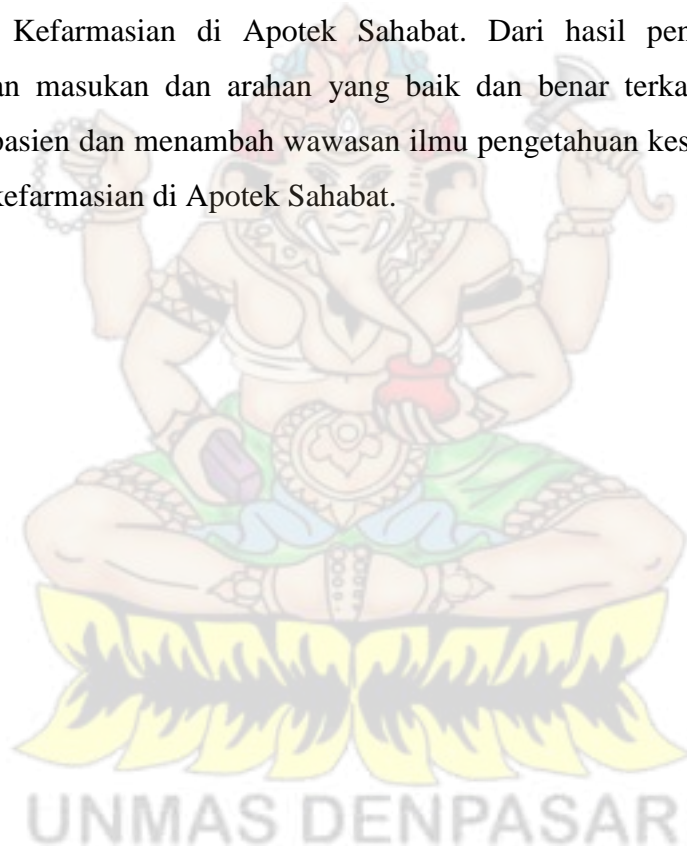 Kefarmasian di Apotek Sahabat. Dari hasil pen
an masukan dan arahan yang baik dan benar terka
pasien dan menambah wawasan ilmu pengetahuan kes
kefarmasian di Apotek Sahabat.
UNMAS DENPASAR